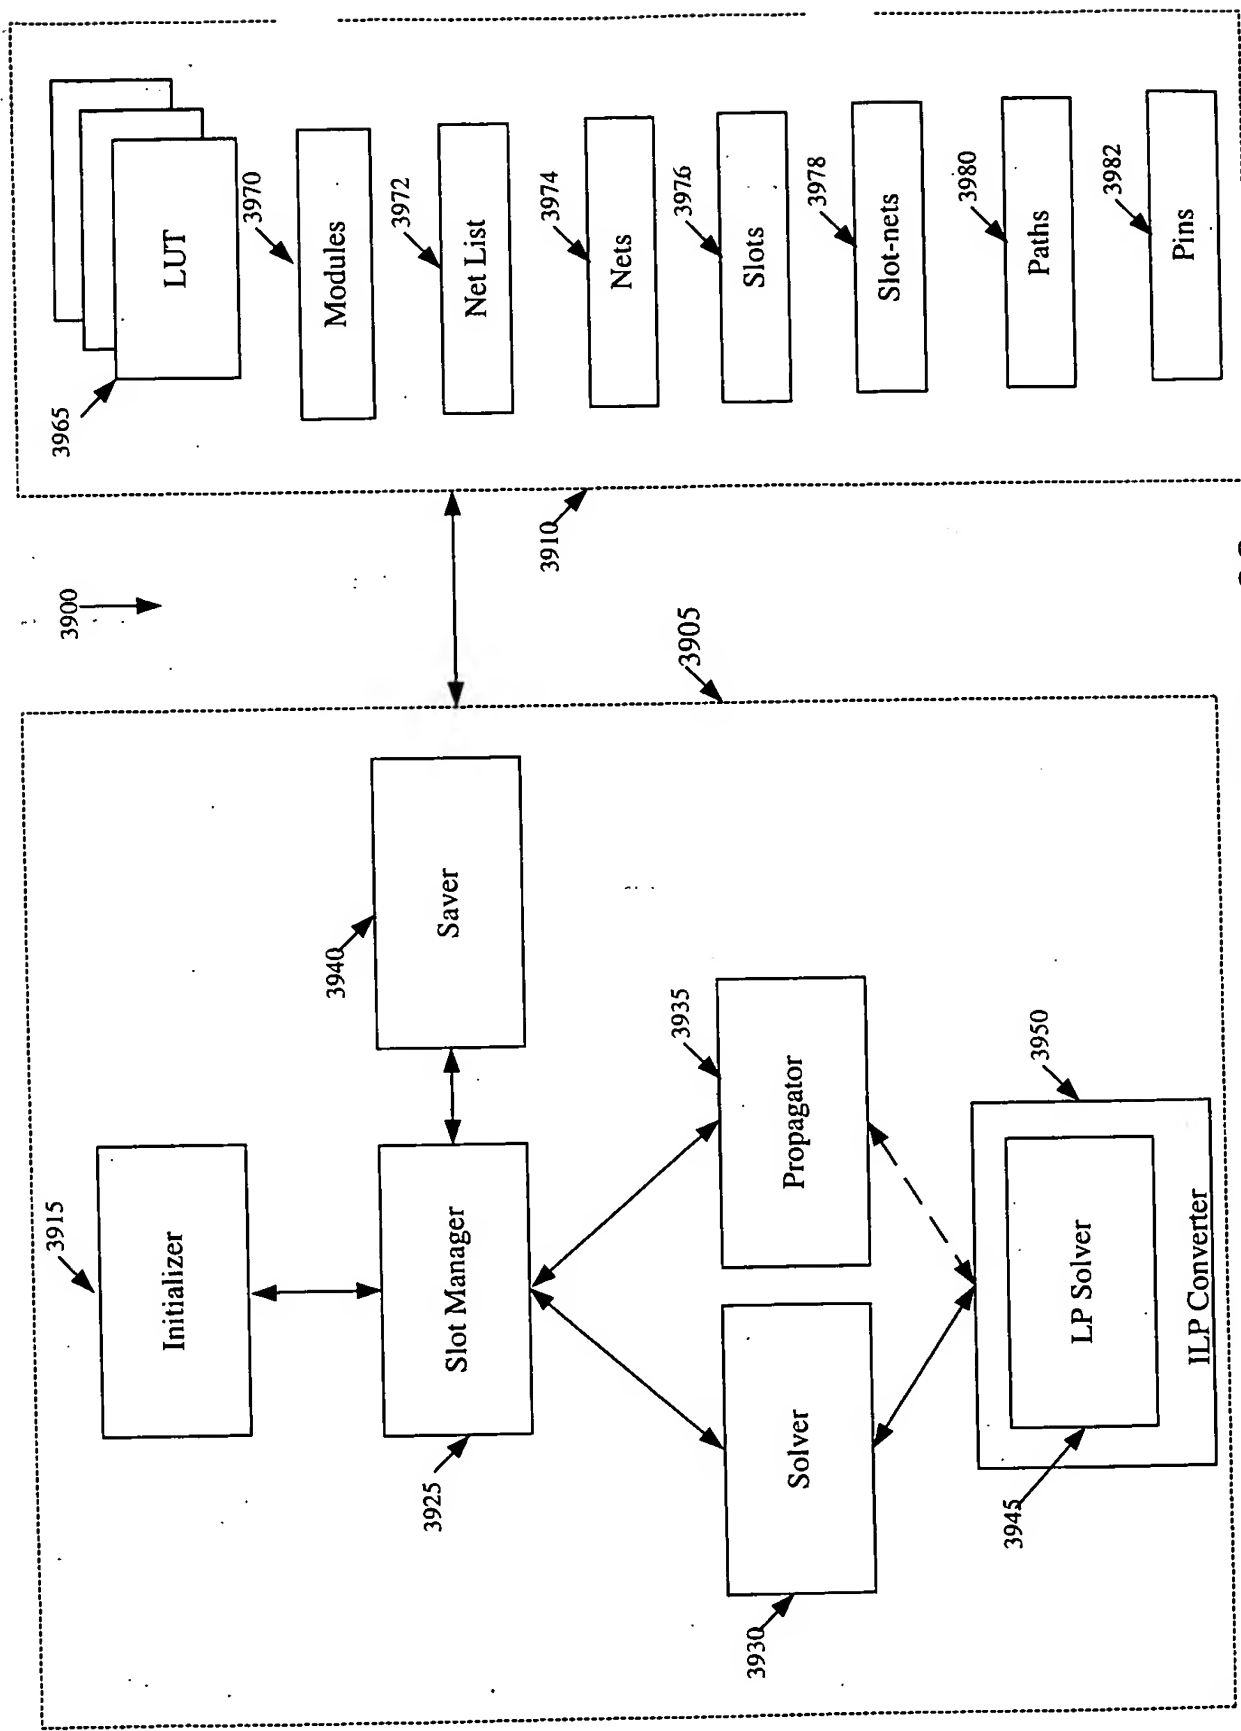 3900
3905
3915
Initializer
3925
Slot Manager
3940
Saver
3930
Solver
3935
Propagator
3945
LP Solver
3950
ILP Converter
3910
3965
LUT
3970
Modules
3972
Net List
3974
Nets
3976
Slots
3978
Slot-nets
3980
Paths
3982
Pins